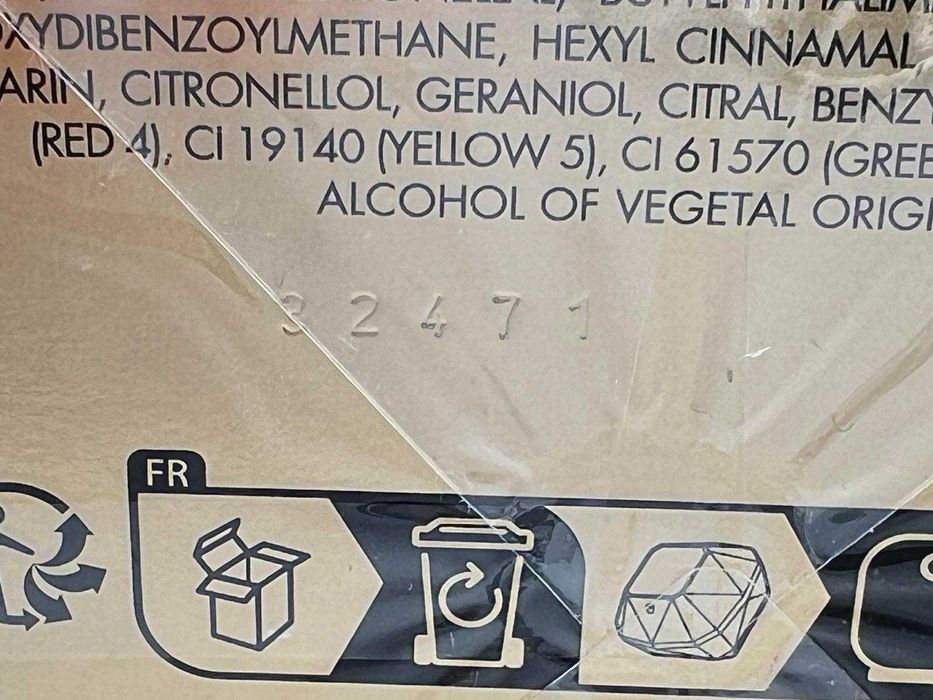 OXYDIBENZOYLMETHANE, HEXYL CINNAMAL
ARIN, CITRONELLOL, GERANIOL, CITRAL, BENZY
(RED 4), CI 19140 (YELLOW 5), CI 61570 (GREE
ALCOHOL OF VEGETAL ORIGI
32471
FR